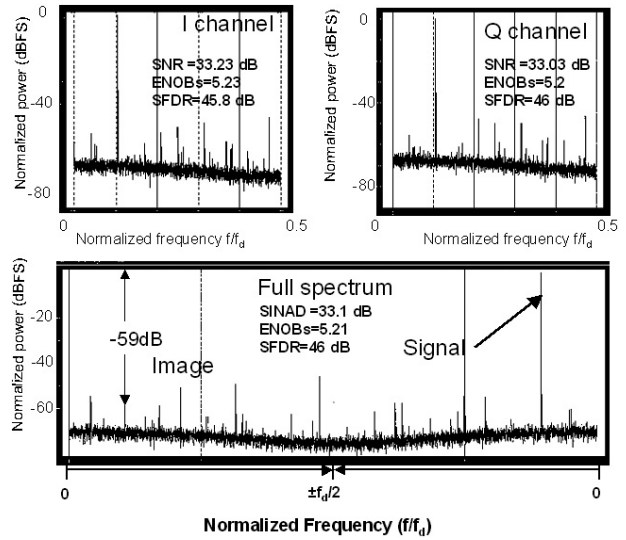 I channel
SNR =33.23 dB
ENOBs=5.23
SFDR=45.8 dB
Normalized power (dBFS)
0
-40
-80
0
0.5
Normalized frequency f/fd
Q channel
SNR =33.03 dB
ENOBs=5.2
SFDR=46 dB
Normalized power (dBFS)
0
-40
-80
0
0.5
Normalized frequency f/fd
Full spectrum
SINAD =33.1 dB
ENOBs=5.21
SFDR=46 dB
-59dB
Image
Signal
Normalized power (dBFS)
-20
-40
-60
0
±fd/2
0
Normalized Frequency (f/fd)